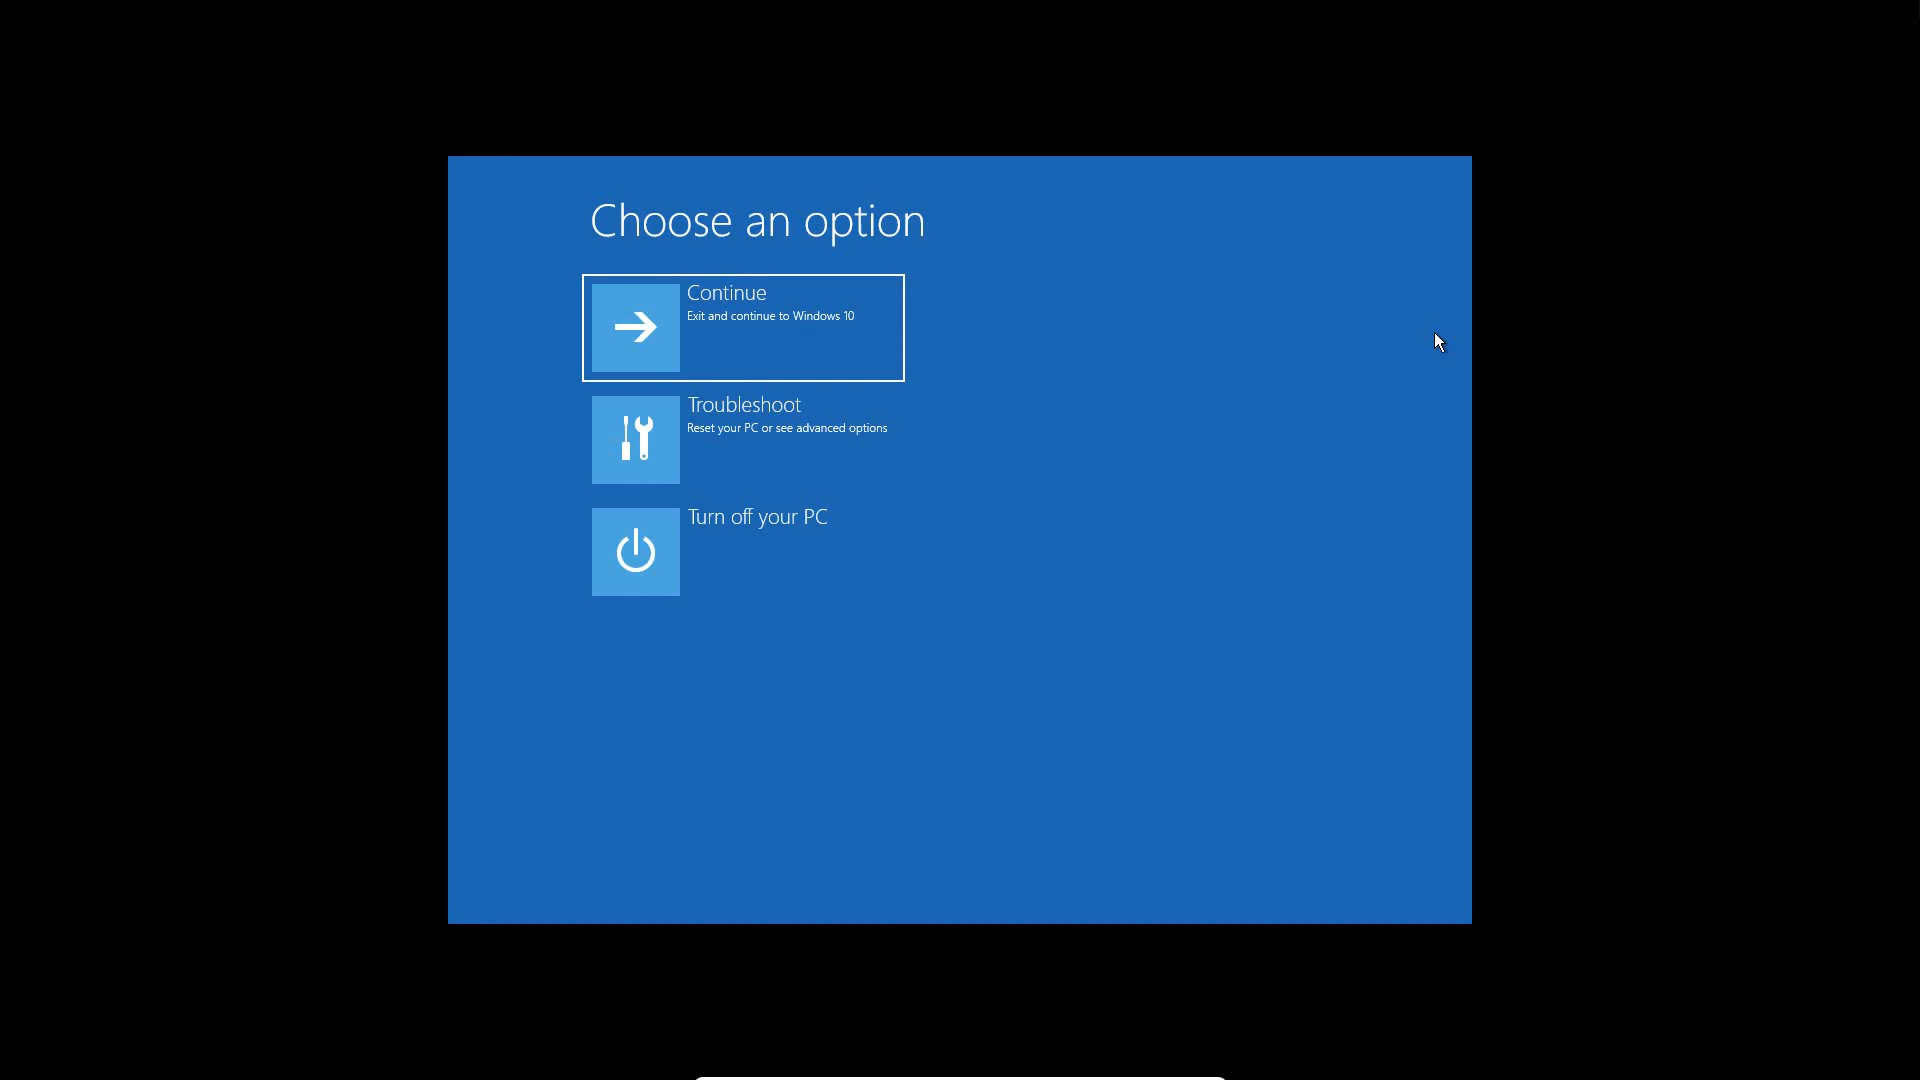 Choose an option
Continue
Exit and continue to Windows 10
Troubleshoot
Reset your PC or see advanced options
Turn off your PC